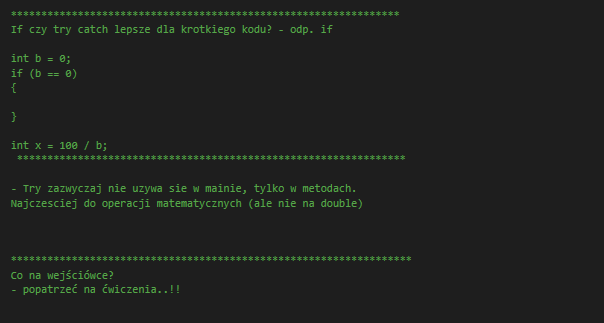 ****************************************************************
If czy try catch lepsze dla krotkiego kodu? - odp. if
int b = 0;
if (b == 0)
{
}
int x = 100 / b;
****************************************************************
- Try zazwyczaj nie uzywa sie w mainie, tylko w metodach.
Najczesciej do operacji matematycznych (ale nie na double)
******************************************************************
Co na wejściówce?
- popatrzeć na ćwiczenia..!!